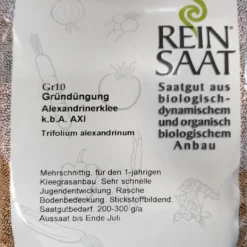 REIN
SAAT®
Saatgut aus
biologisch-
dynamischem
und organisch
biologischem
Anbau
Gr10
Gründüngung
Alexandrinerklee
k.b.A. AXI
Trifolium alexandrinum
Mehrschnittig, für den 1-jährigen
Kleegrasanbau. Sehr schnelle
Jugendentwicklung. Rasche
Bodenbedeckung. Stickstoffbildend.
Saatgutbedarf: 200-300 g/a.
Aussaat bis Ende Juli